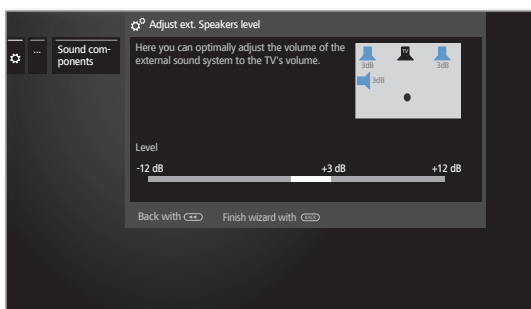 Adjust ext. Speakers level
...
Sound com-
ponents
Here you can optimally adjust the volume of the
external sound system to the TV's volume.
TV
3dB
3dB
3dB
Level
-12 dB
+3 dB
+12 dB
Back with
Finish wizard with BACK